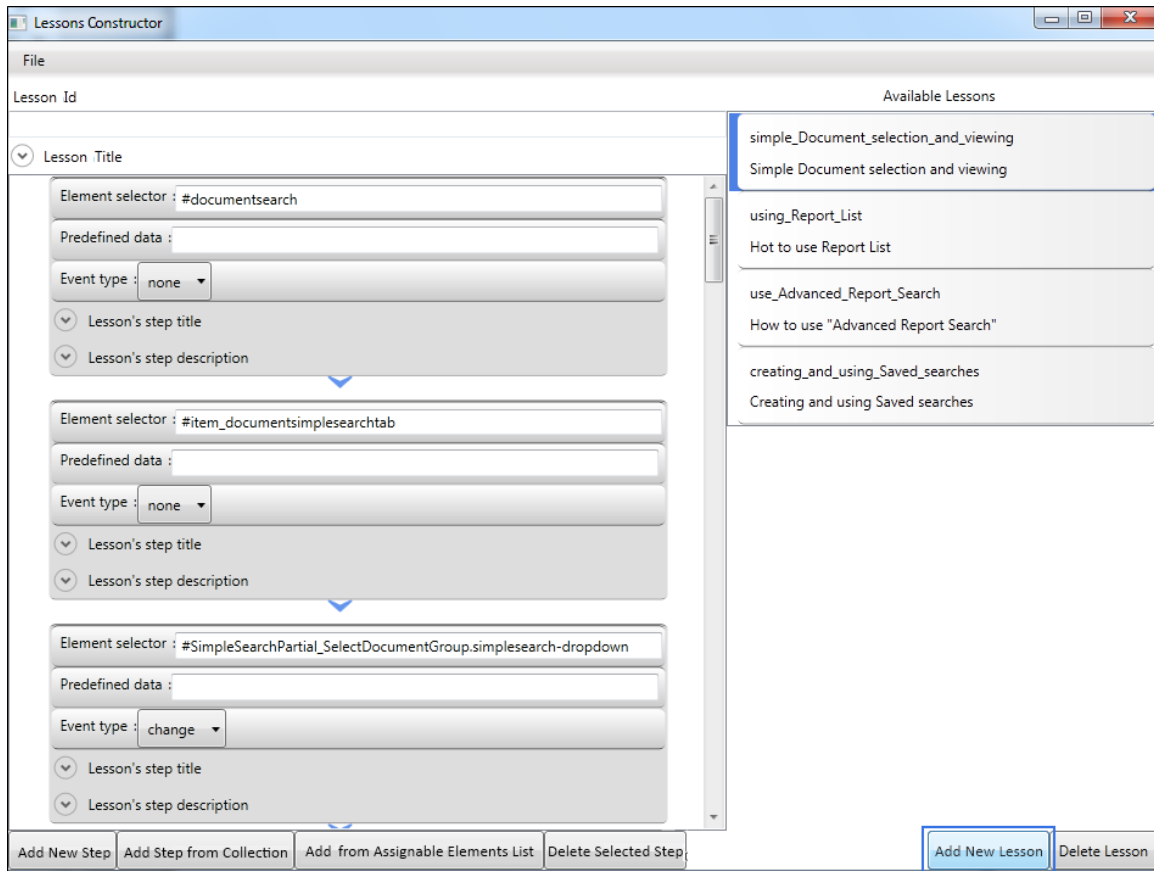 Lessons Constructor
File
Lesson Id
Available Lessons
Lesson Title
Element selector : #documentsearch
Predefined data :
Event type : none
Lesson's step title
Lesson's step description
Element selector : #item_documentsimplesearchtab
Predefined data :
Event type : none
Lesson's step title
Lesson's step description
Element selector : #SimpleSearchPartial_SelectDocumentGroup.simplesearch-dropdown
Predefined data :
Event type : change
Lesson's step title
Lesson's step description
simple_Document_selection_and_viewing
Simple Document selection and viewing
using_Report_List
Hot to use Report List
use_Advanced_Report_Search
How to use "Advanced Report Search"
creating_and_using_Saved_searches
Creating and using Saved searches
Add New Step Add Step from Collection Add from Assignable Elements List Delete Selected Step Add New Lesson Delete Lesson